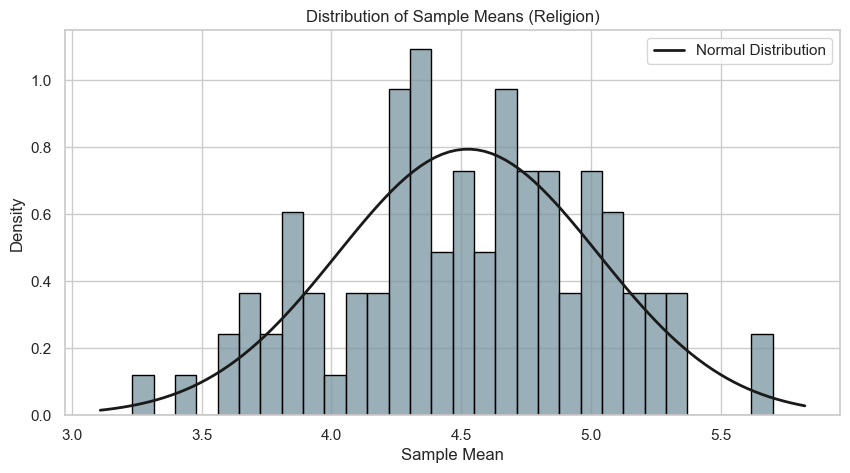 Distribution of Sample Means (Religion)
Normal Distribution
1.0
0.8
0.6
0.4
0.2
0.0
Density
3.0 3.5 4.0 4.5 5.0 5.5
Sample Mean